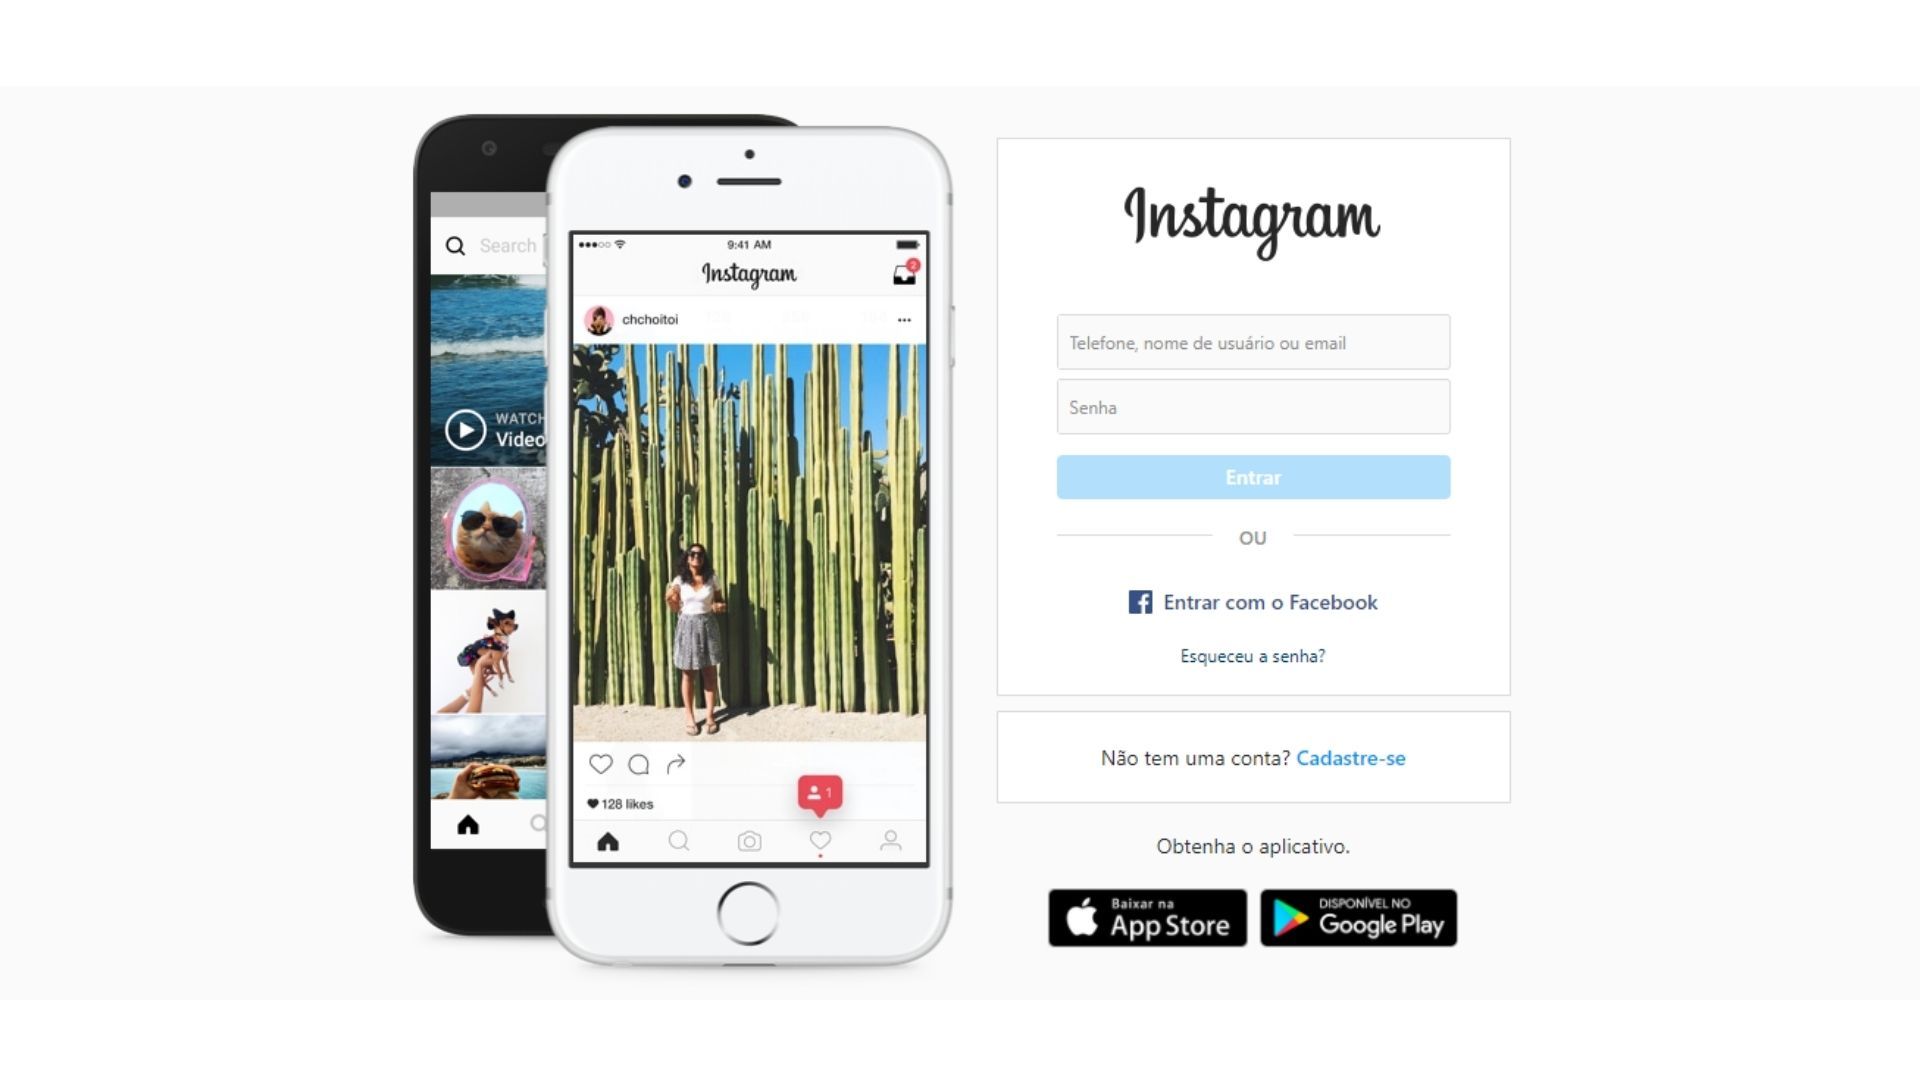 Search
WATCH
Video
9:41 AM
Instagram
2
chchoitoi
128 likes
1
Instagram
Telefone, nome de usuário ou email
Senha
Entrar
OU
Entrar com o Facebook
Esqueceu a senha?
Não tem uma conta? Cadastre-se
Obtenha o aplicativo.
Baixar na
App Store
DISPONÍVEL NO
Google Play